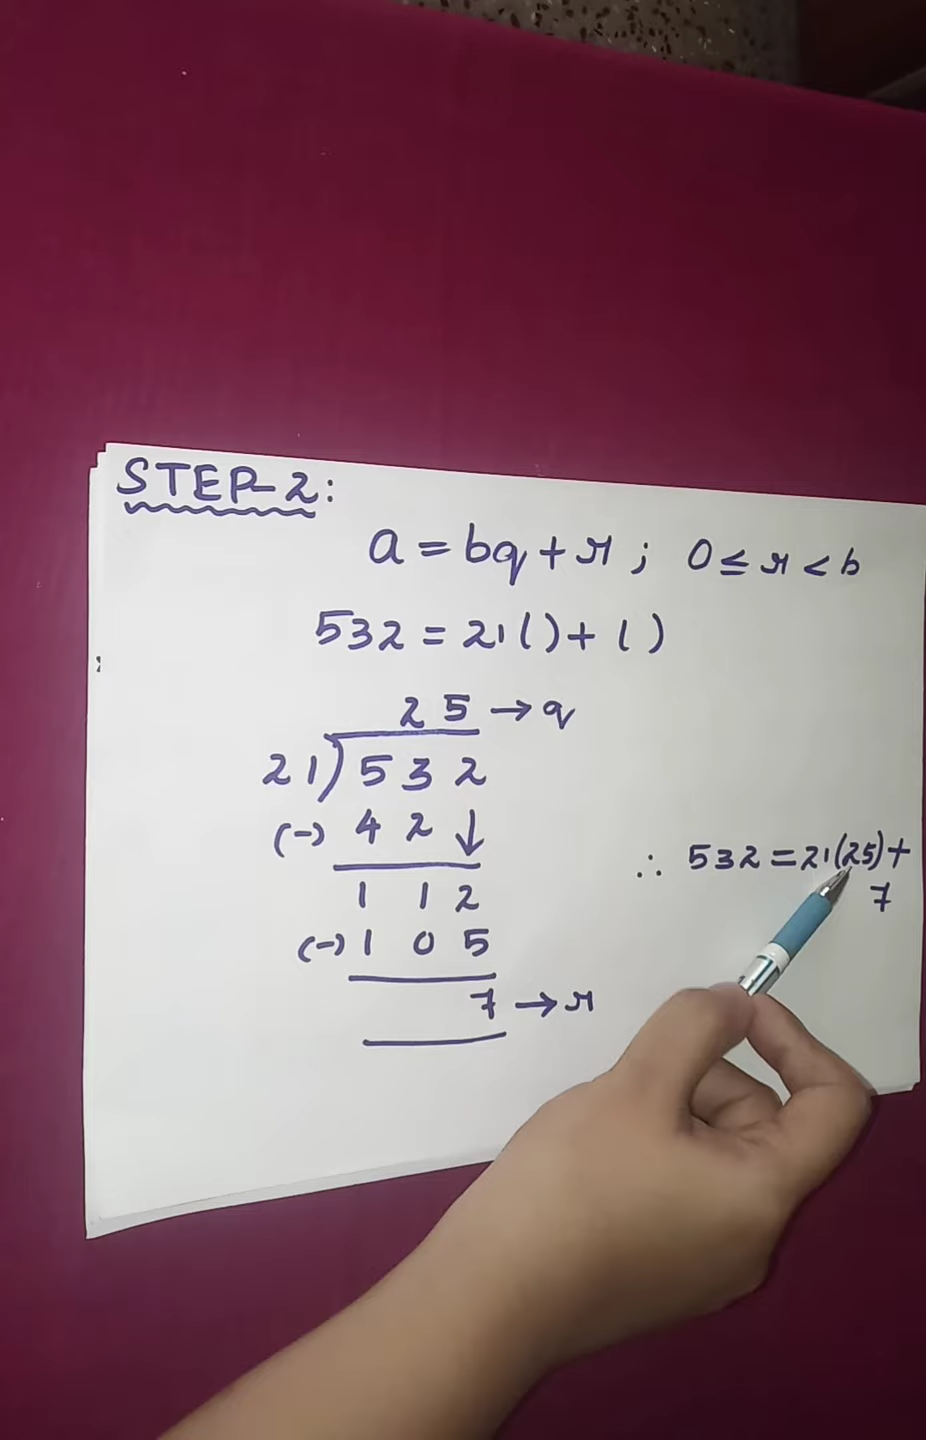 STEP-2:
a = bq + r ; 0 ≤ r < b
532 = 21( ) + ( )
25 → q
21)532
(-) 42↓
112
(-) 105
7 → r
∴ 532 = 21(25) +
7